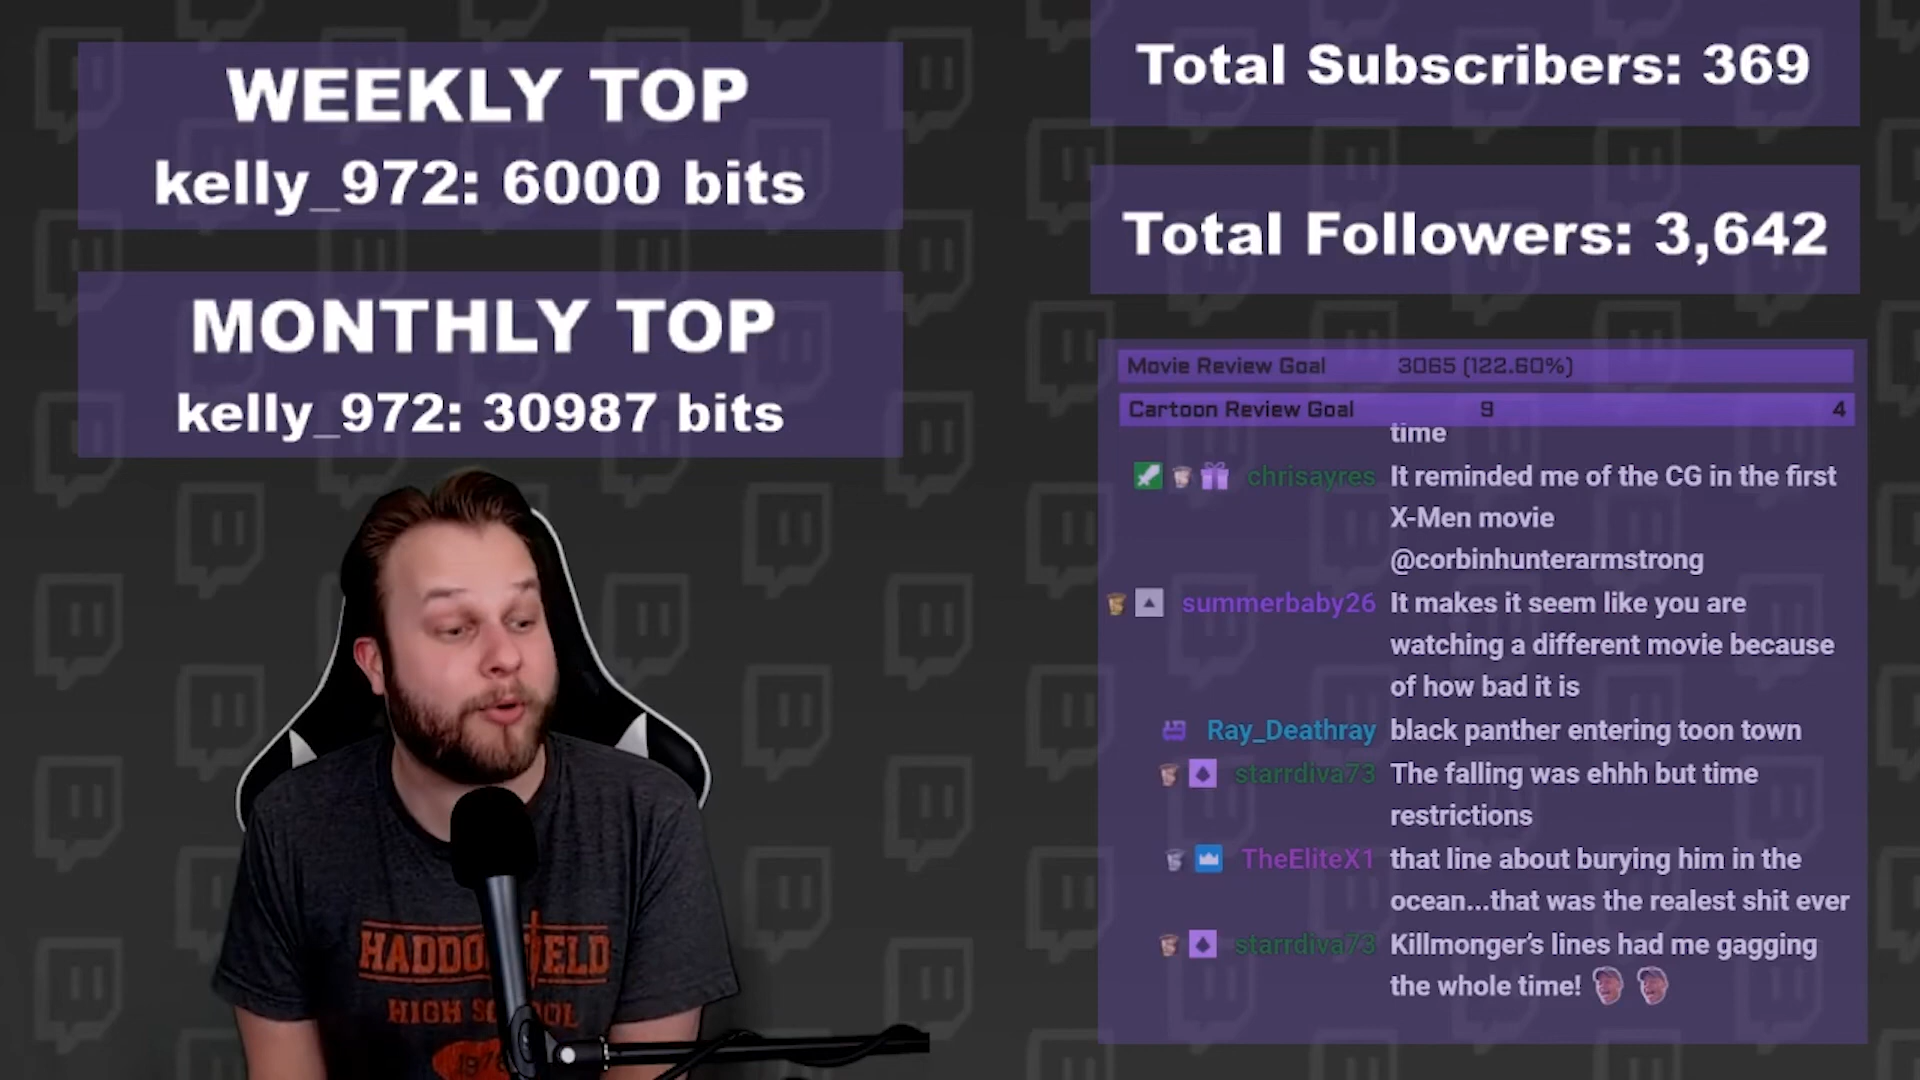 WEEKLY TOP
kelly_972: 6000 bits
MONTHLY TOP
kelly_972: 30987 bits
Total Subscribers: 369
Total Followers: 3,642
Movie Review Goal 3065 (122.60%)
Cartoon Review Goal 9 4
time
chrisayres It reminded me of the CG in the first
X-Men movie
@corbinhunterarmstrong
summerbaby26 It makes it seem like you are
watching a different movie because
of how bad it is
Ray_Deathray black panther entering toon town
starrdiva73 The falling was ehhh but time
restrictions
TheEliteX1 that line about burying him in the
ocean...that was the realest shit ever
starrdiva73 Killmonger's lines had me gagging
the whole time!
HIGH
1978